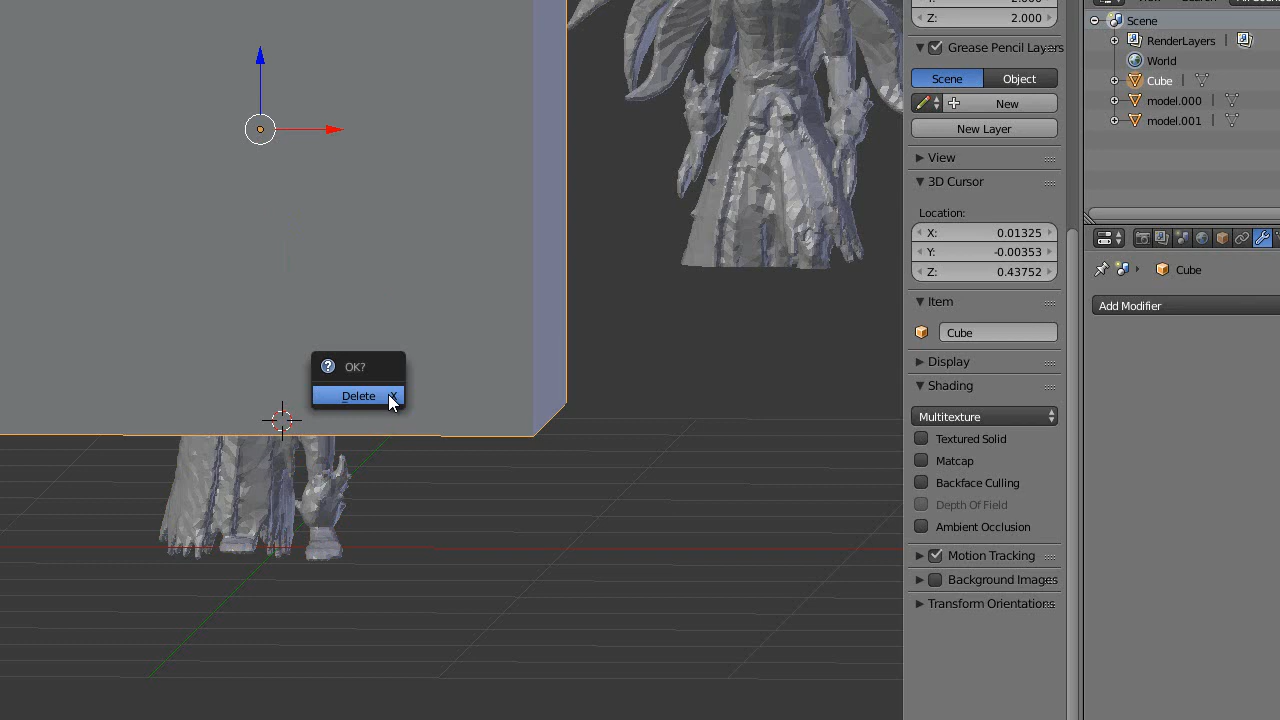 Z: 2.000
Grease Pencil Layers
Scene Object
New
New Layer
View
3D Cursor
Location:
X: 0.01325
Y: -0.00353
Z: 0.43752
Item
Cube
Display
Shading
Multitexture
Textured Solid
Matcap
Backface Culling
Depth Of Field
Ambient Occlusion
Motion Tracking
Background Images
Transform Orientations
Scene
RenderLayers
World
Cube
model.000
model.001
Cube
Add Modifier
OK?
Delete X